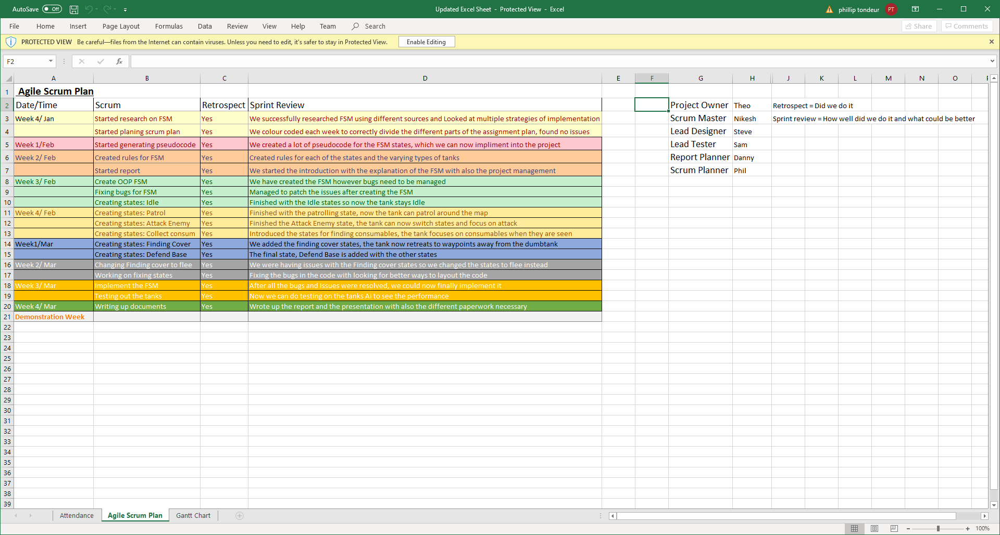 AutoSave Off
Updated Excel Sheet - Protected View - Excel
phillip tondeur PT
File Home Insert Page Layout Formulas Data Review View Help Team Search
Share Comments
PROTECTED VIEW Be careful—files from the Internet can contain viruses. Unless you need to edit, it's safer to stay in Protected View. Enable Editing
F2 fx
A B C D E F G H J K L M N O
1 Agile Scrum Plan
2 Date/Time Scrum Retrospect Sprint Review Project Owner Theo Retrospect = Did we do it
3 Week 4/ Jan Started research on FSM Yes We successfully researched FSM using different sources and Looked at multiple strategies of implementation Scrum Master Nikesh Sprint review = How well did we do it and what could be better
4 Started planing scrum plan Yes We colour coded each week to correctly divide the different parts of the assignment plan, found no issues Lead Designer Steve
5 Week 1/Feb Started generating pseudocode Yes We created a lot of pseudocode for the FSM states, which we can now impliment into the project Lead Tester Sam
6 Week 2/ Feb Created rules for FSM Yes Created rules for each of the states and the varying types of tanks Report Planner Danny
7 Started report Yes We started the introduction with the explanation of the FSM with also the project management Scrum Planner Phil
8 Week 3/ Feb Create OOP FSM Yes We have created the FSM however bugs need to be managed
9 Fixing bugs for FSM Yes Managed to patch the issues after creating the FSM
10 Creating states: Idle Yes Finished with the Idle states so now the tank stays Idle
11 Week 4/ Feb Creating states: Patrol Yes Finished with the patrolling state, now the tank can patrol around the map
12 Creating states: Attack Enemy Yes Finished the Attack Enemy state, the tank can now switch states and focus on attack
13 Creating states: Collect consum Yes Introduced the states for finding consumables, the tank focuses on consumables when they are seen
14 Week1/Mar Creating states: Finding Cover Yes We added the finding cover states, the tank now retreats to waypoints away from the dumbtank
15 Creating states: Defend Base Yes The final state, Defend Base is added with the other states
16 Week 2/ Mar Changing Finding cover to flee Yes We were having issues with the Finding cover states so we changed the states to flee instead
17 Working on fixing states Yes Fixing the bugs in the code with looking for better ways to layout the code
18 Week 3/ Mar Implement the FSM Yes After all the bugs and Issues were resolved, we could now finally implement it
19 Testing out the tanks Yes Now we can do testing on the tanks Ai to see the performance
20 Week 4/ Mar Writing up documents Yes Wrote up the report and the presentation with also the different paperwork necessary
21 Demonstration Week
22
23
24
25
26
27
28
29
30
31
32
33
34
35
36
37
38
39
Attendance Agile Scrum Plan Gantt Chart
100%